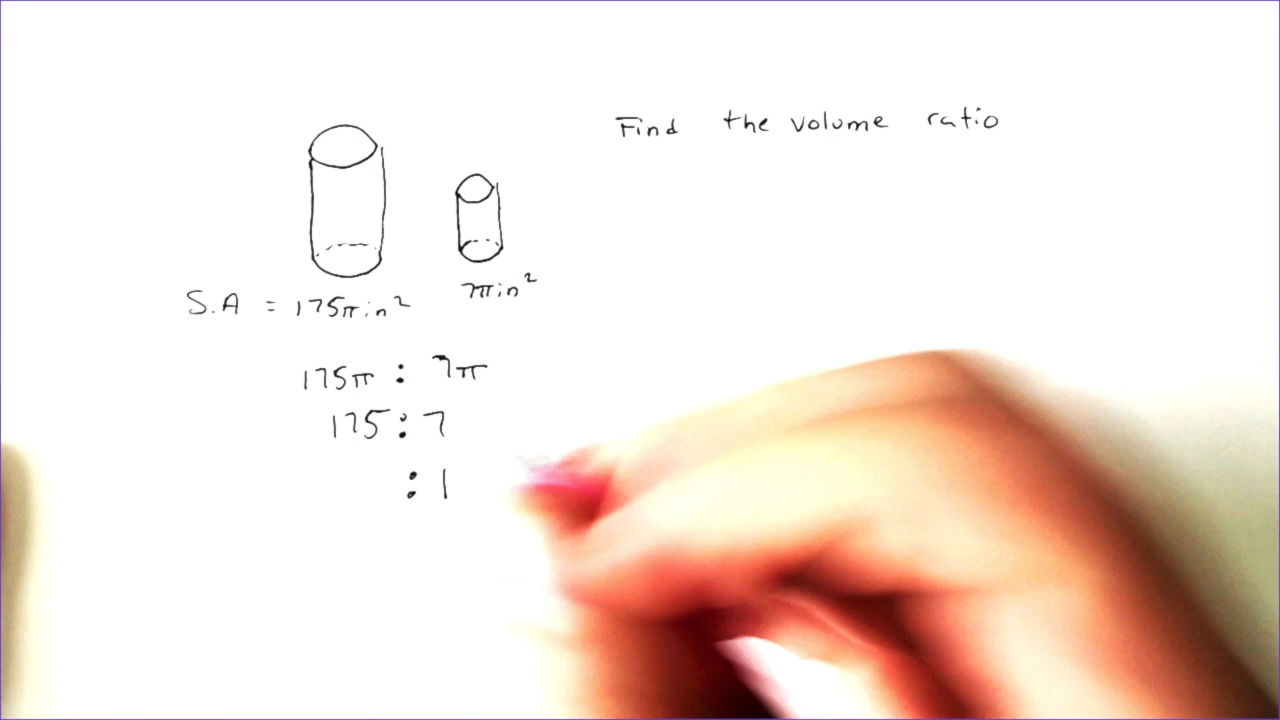 Find the volume ratio
S.A = 175π in² 7π in²
175π : 7π
175 : 7
: 1